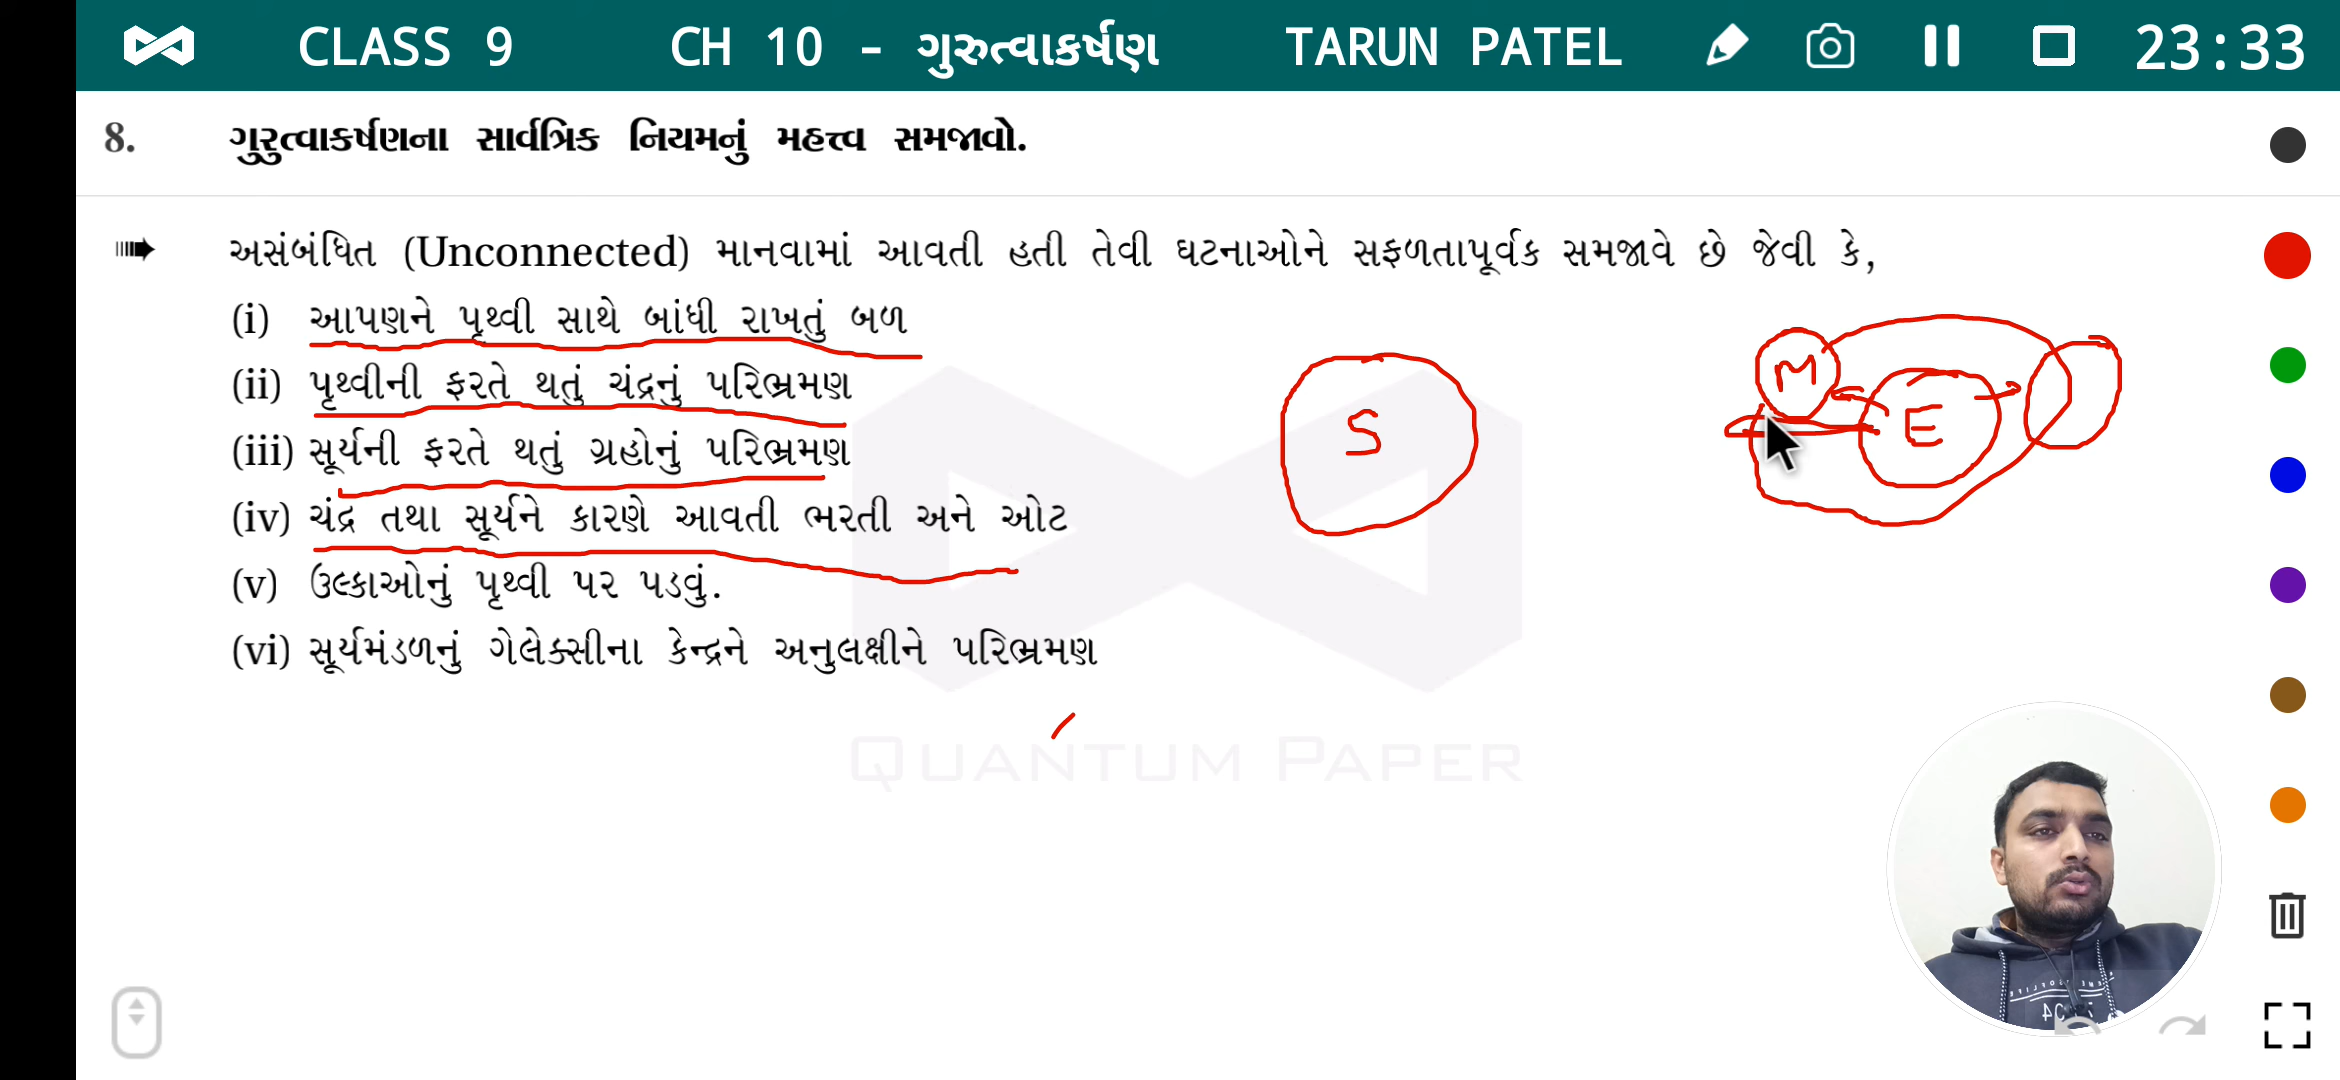 CLASS 9 CH 10 - ગુરુત્વાકર્ષણ TARUN PATEL 23:33
8. ગુરુત્વાકર્ષણના સાર્વત્રિક નિયમનું મહત્ત્વ સમજાવો.
અસંબંધિત (Unconnected) માનવામાં આવતી હતી તેવી ઘટનાઓને સફળતાપૂર્વક સમજાવે છે જેવી કે,
(i) આપણને પૃથ્વી સાથે બાંધી રાખતું બળ
(ii) પૃથ્વીની ફરતે થતું ચંદ્રનું પરિભ્રમણ
(iii) સૂર્યની ફરતે થતું ગ્રહોનું પરિભ્રમણ
(iv) ચંદ્ર તથા સૂર્યને કારણે આવતી ભરતી અને ઓટ
(v) ઉલ્કાઓનું પૃથ્વી પર પડવું.
(vi) સૂર્યમંડળનું ગેલેક્સીના કેન્દ્રને અનુલક્ષીને પરિભ્રમણ
S
M
E
QUANTUM PAPER